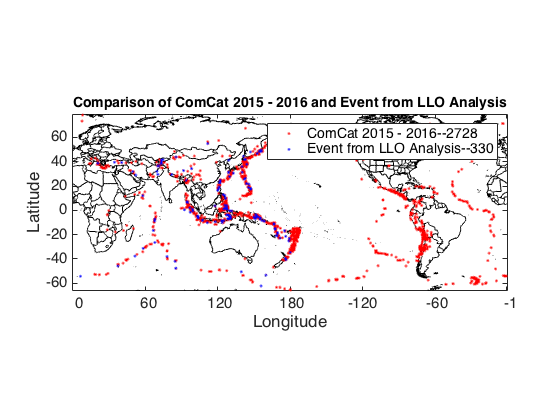 Comparison of ComCat 2015 - 2016 and Event from LLO Analysis
ComCat 2015 - 2016--2728
Event from LLO Analysis--330
Latitude
60
40
20
0
-20
-40
-60
0 60 120 180 -120 -60 -1
Longitude